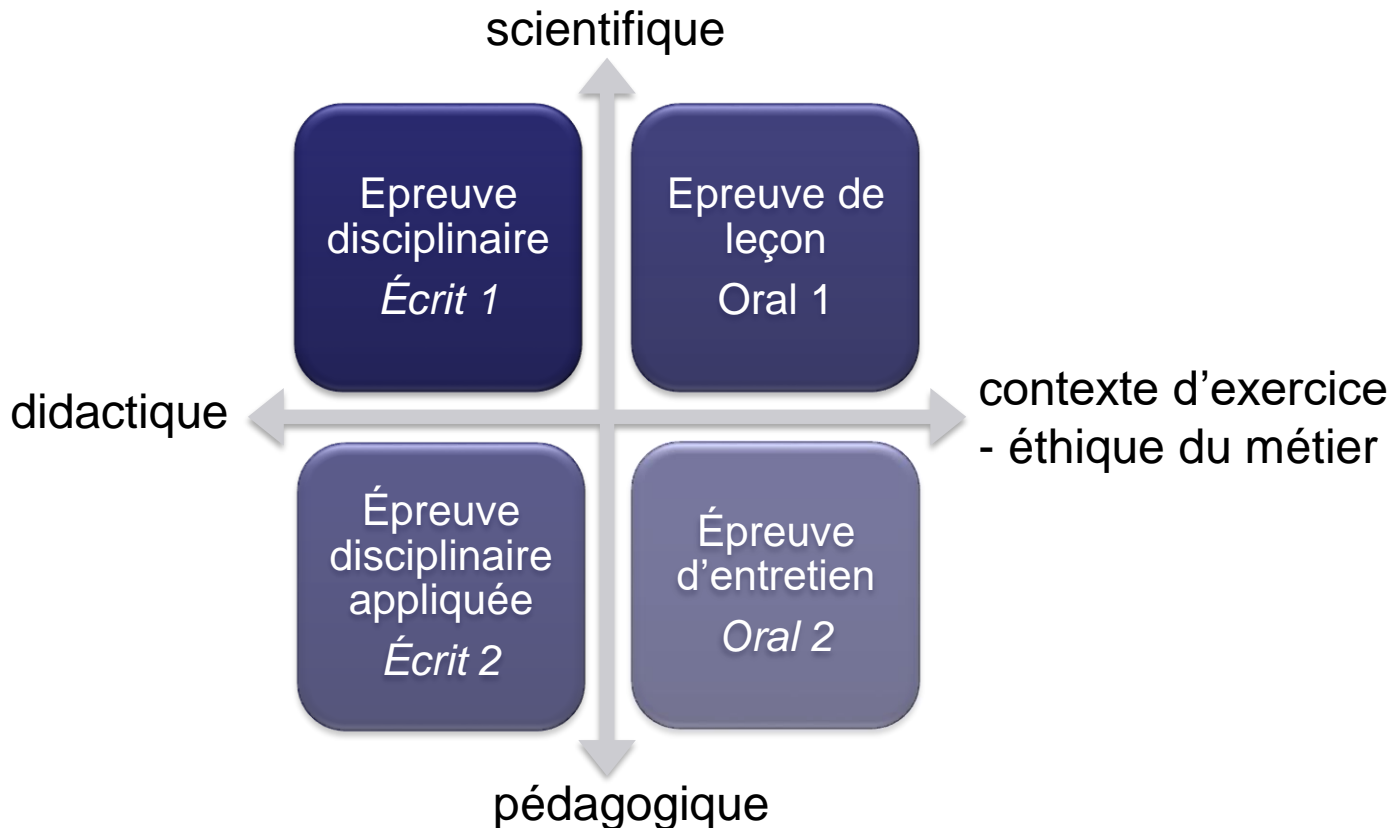 scientifique
Epreuve
disciplinaire
Écrit 1
Epreuve de
leçon
Oral 1
didactique
contexte d’exercice
- éthique du métier
Épreuve
disciplinaire
appliquée
Écrit 2
Épreuve
d’entretien
Oral 2
pédagogique